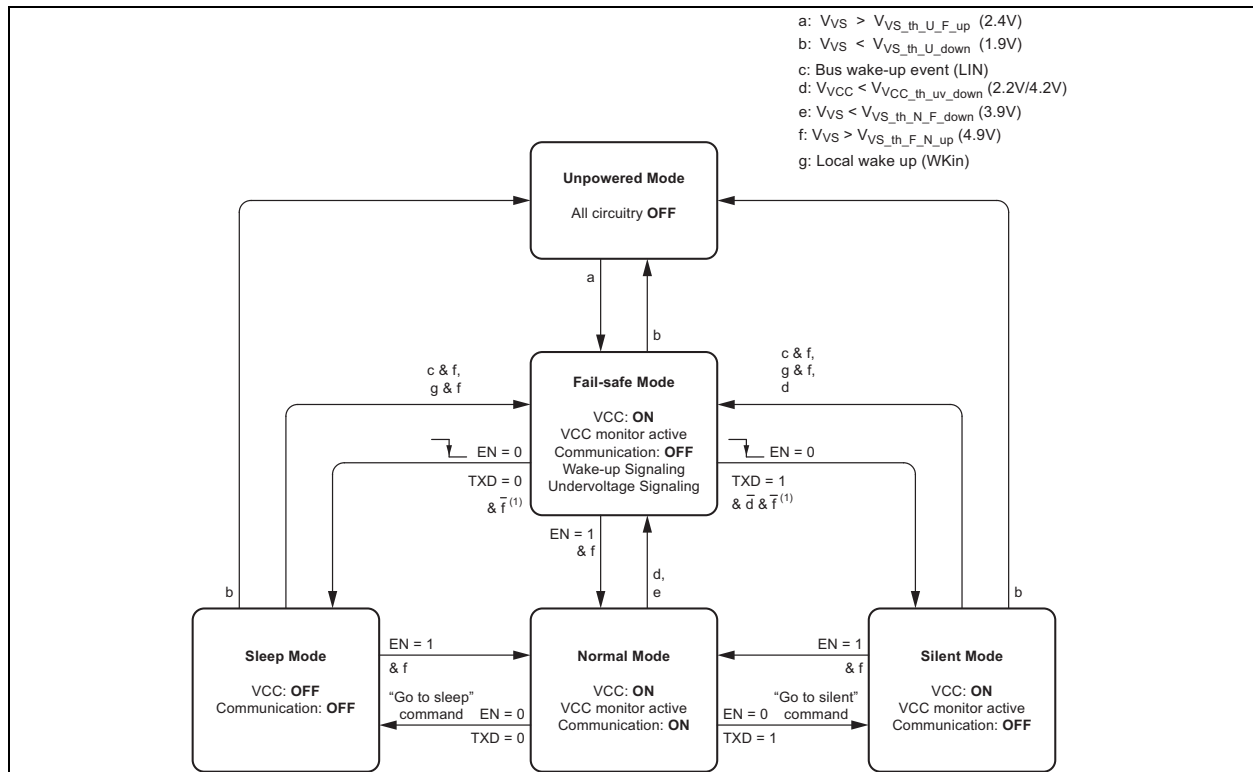 a: VVS > VVS_th_U_F_up (2.4V)
b: VVS < VVS_th_U_down (1.9V)
c: Bus wake-up event (LIN)
d: VVCC < VVCC_th_uv_down (2.2V/4.2V)
e: VVS < VVS_th_N_F_down (3.9V)
f: VVS > VVS_th_F_N_up (4.9V)
g: Local wake up (WKin)
Unpowered Mode
All circuitry OFF
a
b
c & f,
g & f
c & f,
g & f,
d
Fail-safe Mode
VCC: ON
VCC monitor active
Communication: OFF
Wake-up Signaling
Undervoltage Signaling
EN = 0
TXD = 0
& f̅ (1)
EN = 0
TXD = 1
& d̅ & f̅ (1)
EN = 1
& f
d,
e
b
b
Sleep Mode
VCC: OFF
Communication: OFF
EN = 1
& f
"Go to sleep"
command
EN = 0
TXD = 0
Normal Mode
VCC: ON
VCC monitor active
Communication: ON
EN = 1
& f
"Go to silent"
command
EN = 0
TXD = 1
Silent Mode
VCC: ON
VCC monitor active
Communication: OFF